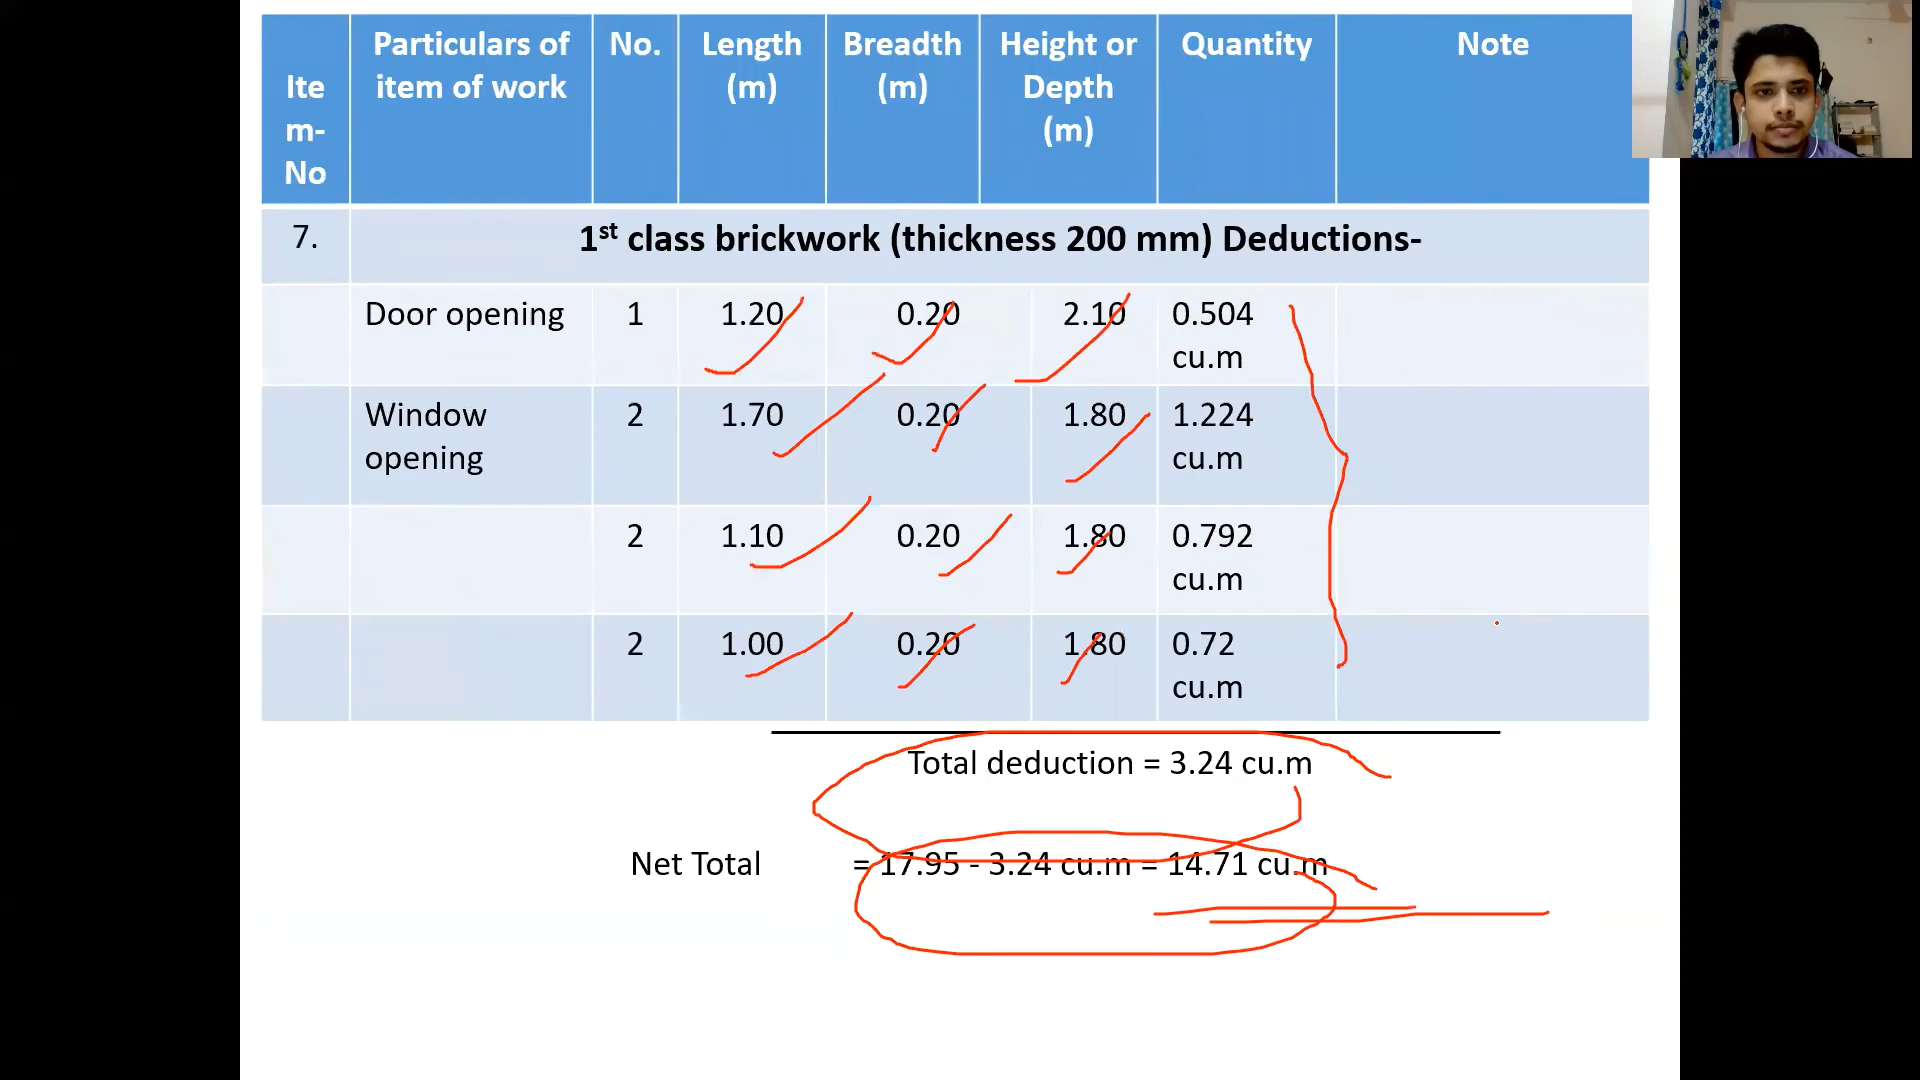 Ite
m-
No
Particulars of
item of work
No.
Length
(m)
Breadth
(m)
Height or
Depth
(m)
Quantity
Note
7.
1st class brickwork (thickness 200 mm) Deductions-
Door opening
1
1.20
0.20
2.10
0.504
cu.m
Window
opening
2
1.70
0.20
1.80
1.224
cu.m
2
1.10
0.20
1.80
0.792
cu.m
2
1.00
0.20
1.80
0.72
cu.m
Total deduction = 3.24 cu.m
Net Total = 17.95 - 3.24 cu.m = 14.71 cu.m